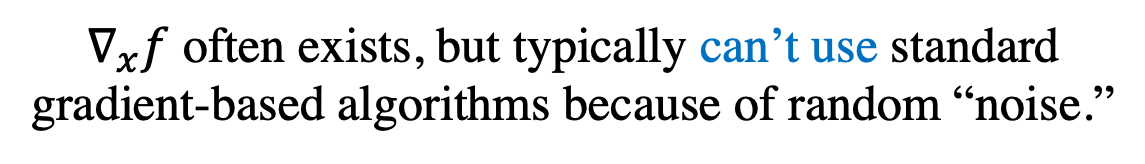 ∇ₓf often exists, but typically can’t use standard
gradient-based algorithms because of random “noise.”